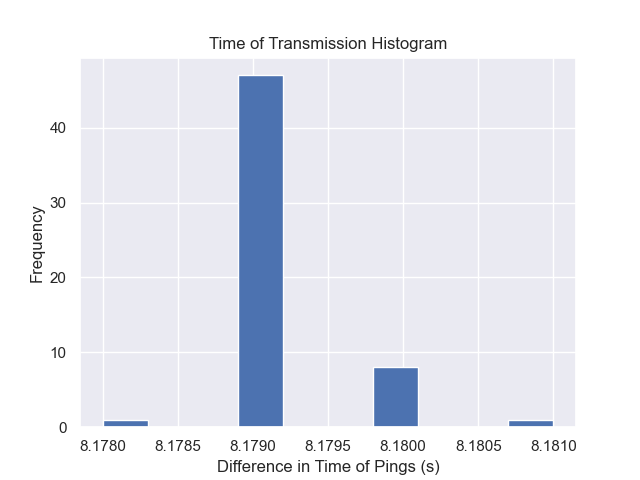 Time of Transmission Histogram
Frequency
40
30
20
10
0
8.1780 8.1785 8.1790 8.1795 8.1800 8.1805 8.1810
Difference in Time of Pings (s)